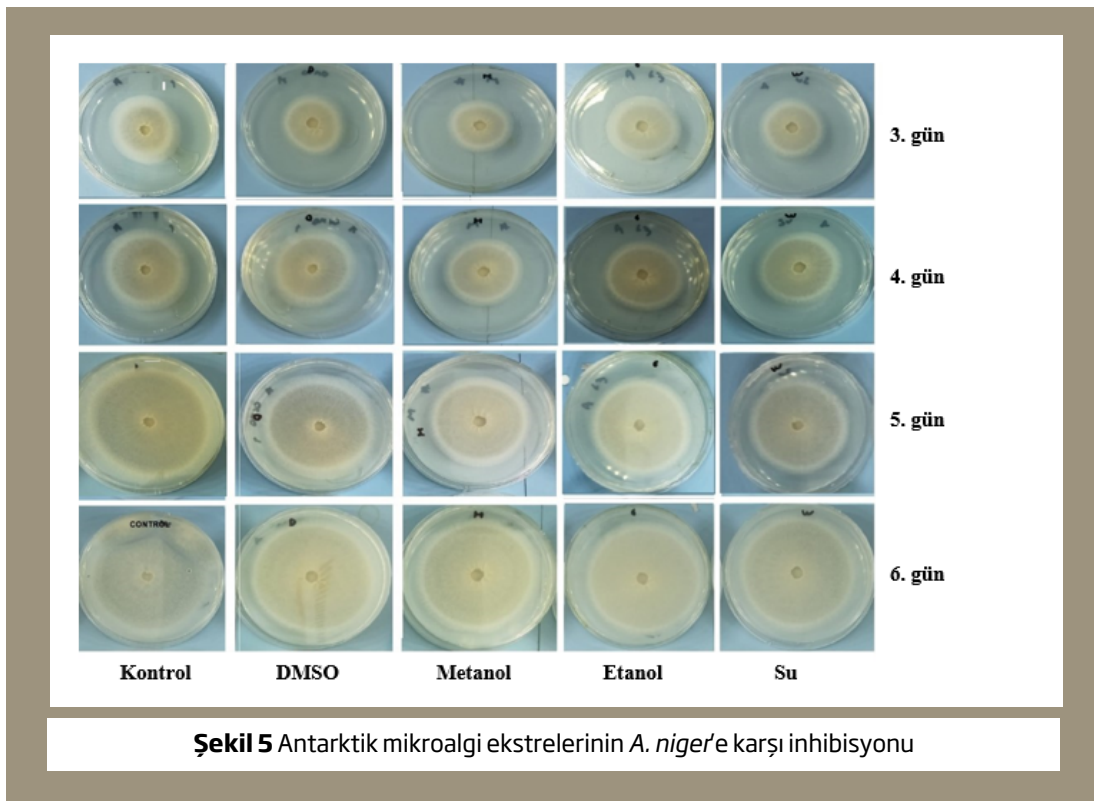 3. gün
4. gün
5. gün
CONTROL
6. gün
Kontrol DMSO Metanol Etanol Su
Şekil 5 Antarktik mikroalgi ekstrelerinin A. niger'e karşı inhibisyonu